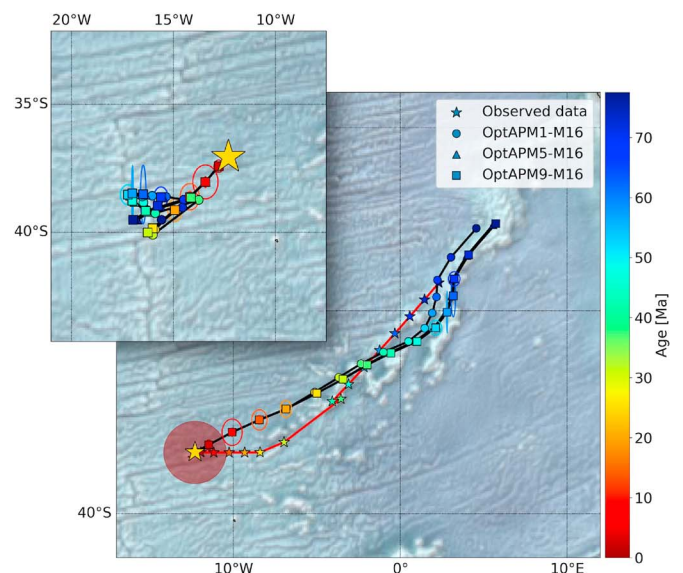 20°W 15°W 10°W
35°S
40°S
Observed data
OptAPM1-M16
OptAPM5-M16
OptAPM9-M16
70
60
50
40
30
20
10
0
Age [Ma]
40°S
10°W 0° 10°E